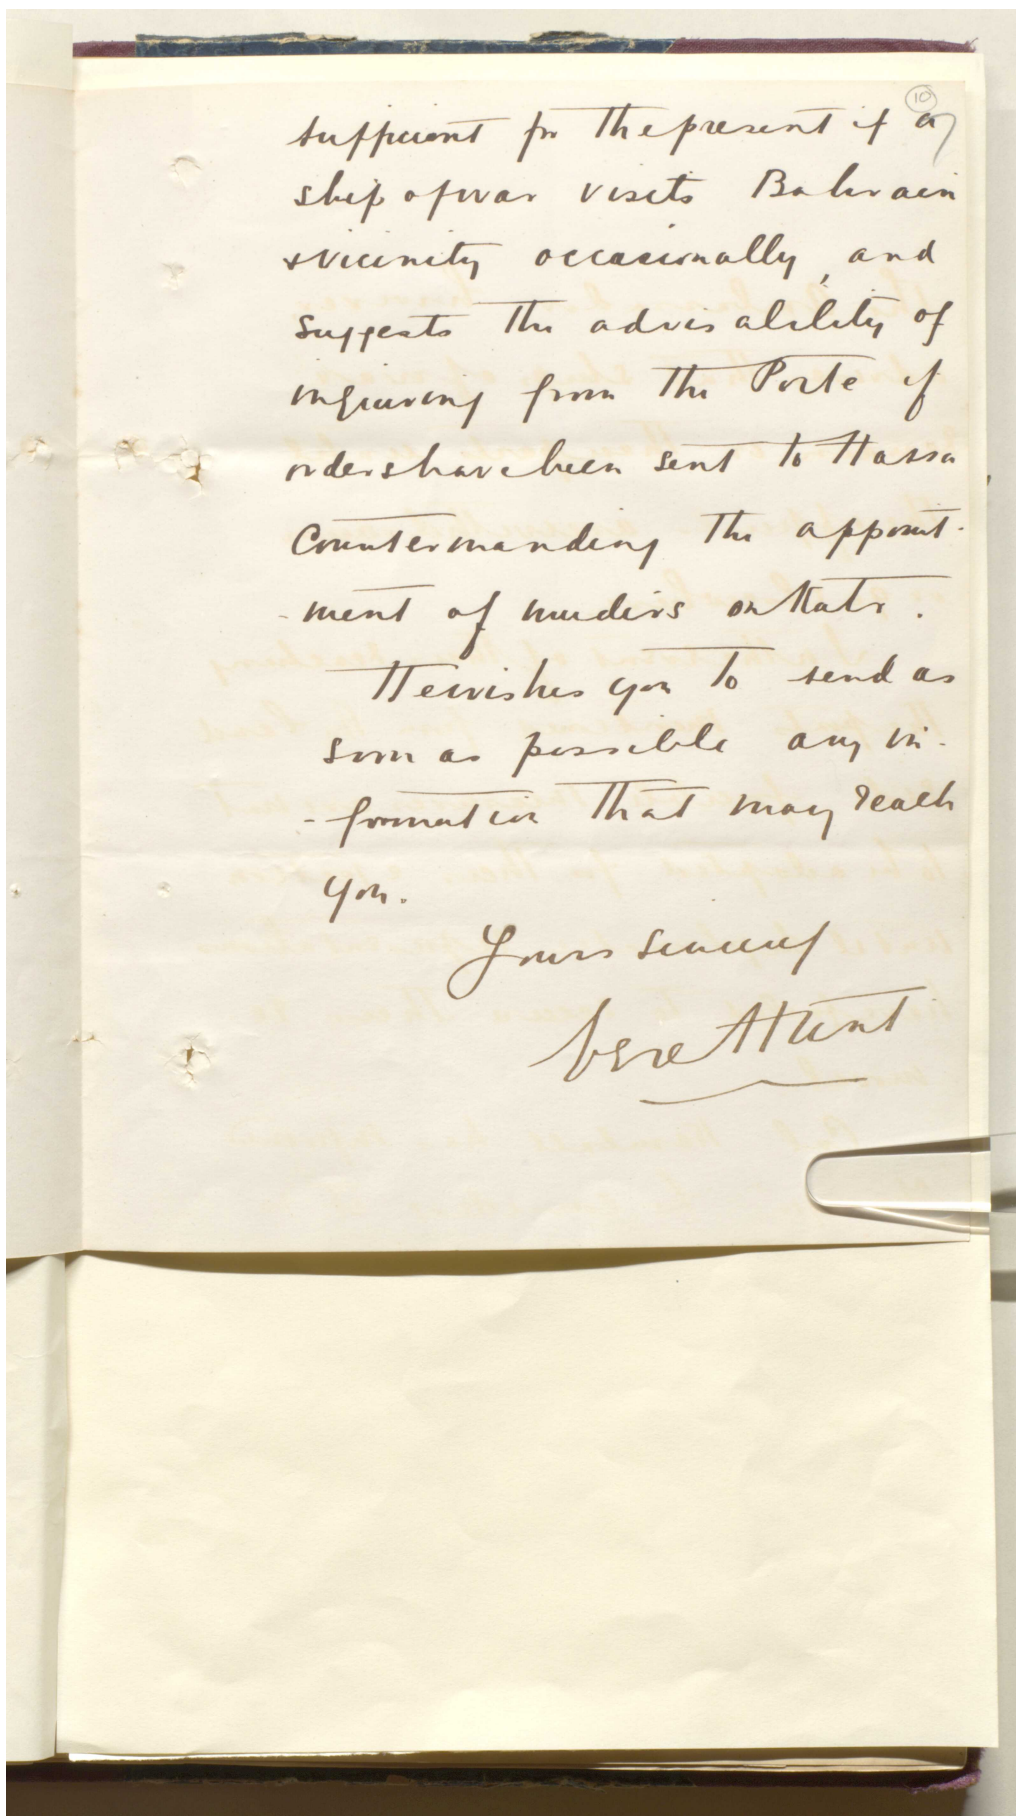 10
sufficient for the present if a
ship of war visits Bahrain
& vicinity occasionally, and
suggests the advisability of
inquiring from the Porte if
orders have been sent to Hassa
Countermanding the appoint-
-ment of mudirs on Katr.
He wishes you to send as
soon as possible any in-
-formation that may reach
you.
Yours sincerely
Vere Hunt